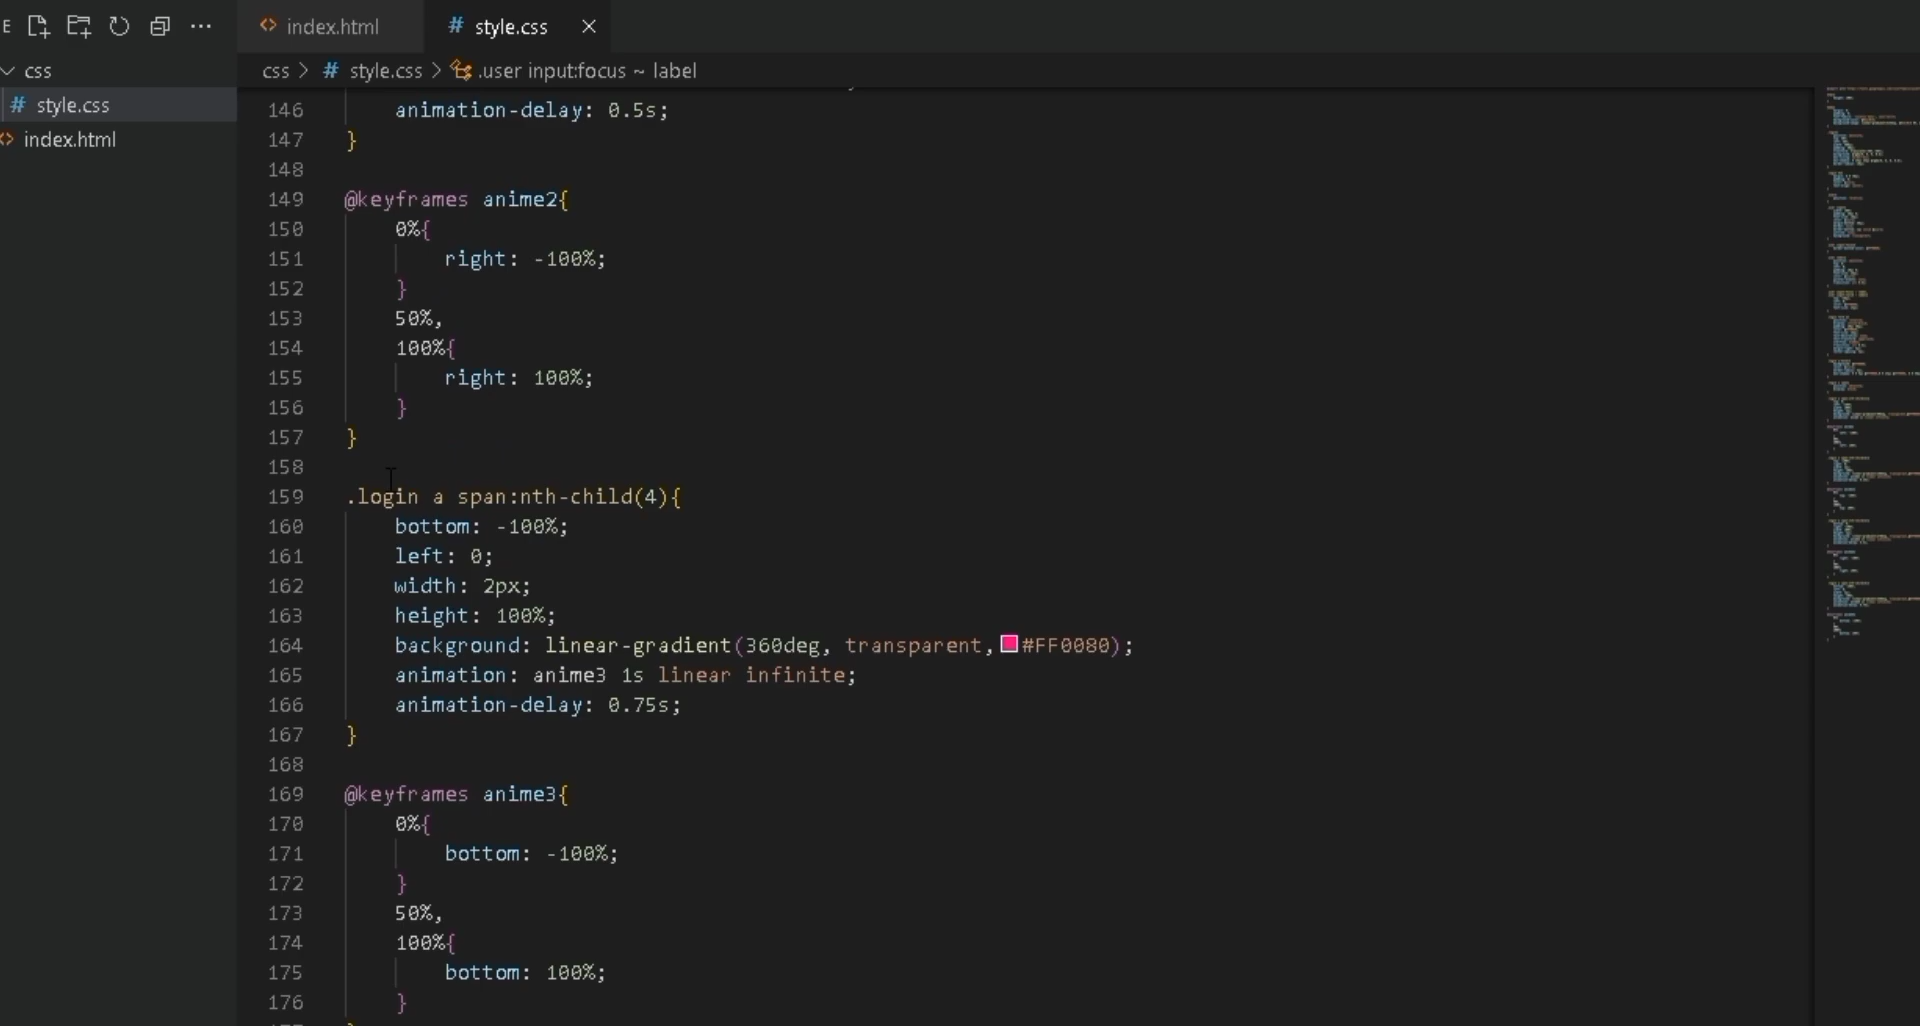 E
index.html
style.css
css
css > # style.css > .user input:focus ~ label
# style.css
index.html
146 animation-delay: 0.5s;
147 }
148
149 @keyframes anime2{
150 0%{
151 right: -100%;
152 }
153 50%,
154 100%{
155 right: 100%;
156 }
157 }
158
159 .login a span:nth-child(4){
160 bottom: -100%;
161 left: 0;
162 width: 2px;
163 height: 100%;
164 background: linear-gradient(360deg, transparent, #FF0080);
165 animation: anime3 1s linear infinite;
166 animation-delay: 0.75s;
167 }
168
169 @keyframes anime3{
170 0%{
171 bottom: -100%;
172 }
173 50%,
174 100%{
175 bottom: 100%;
176 }